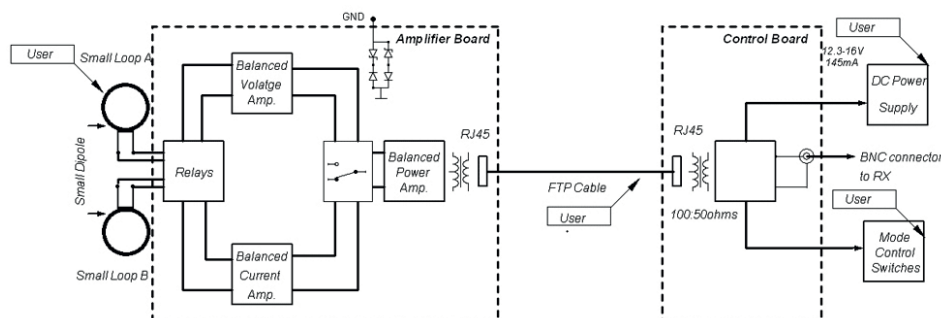 GND
User
Small Loop A
Amplifier Board
Control Board
User
12.3-16V
145mA
Balanced
Volatge
Amp.
DC Power
Supply
Small Dipole
Relays
Balanced
Power
Amp.
RJ45
RJ45
FTP Cable
User
100:50ohms
BNC connector
to RX
User
Small Loop B
Balanced
Current
Amp.
Mode
Control
Switches